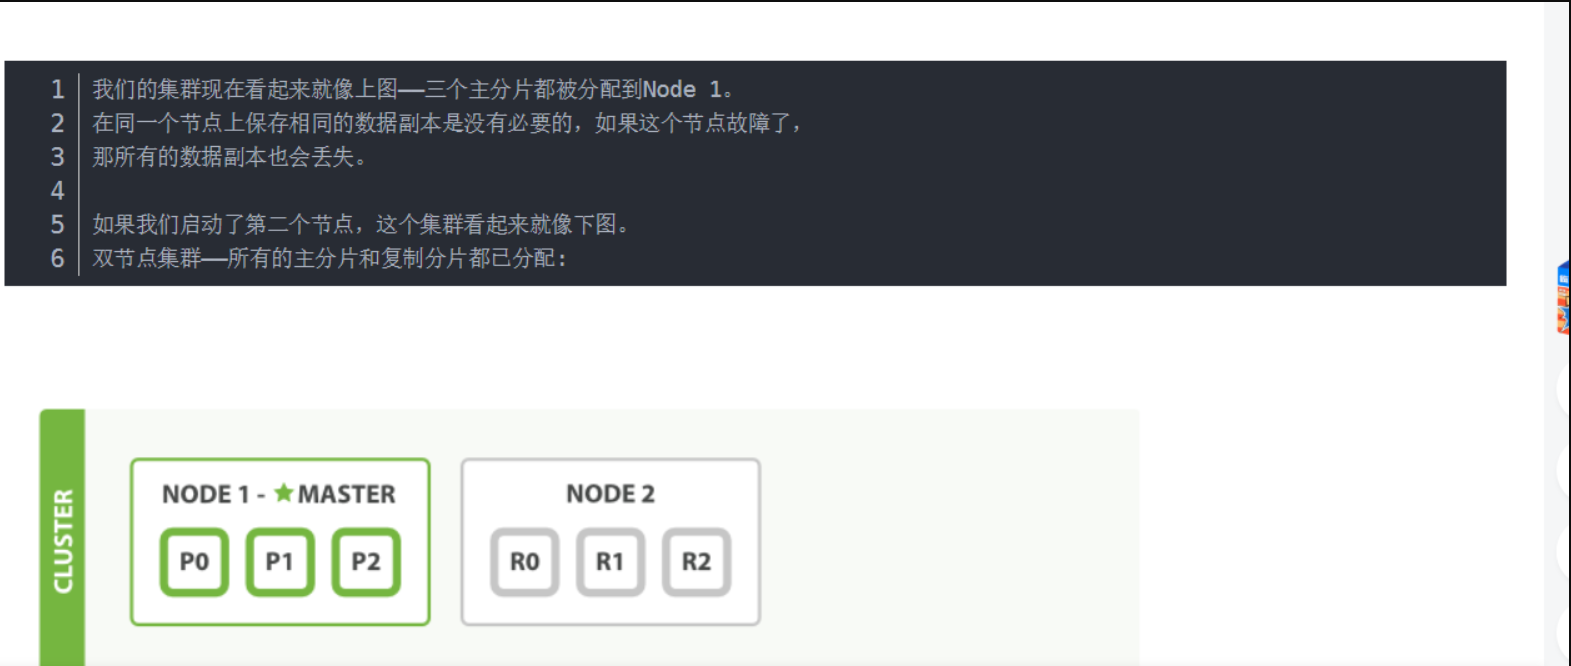 1 我们的集群现在看起来就像上图——三个主分片都被分配到Node 1。
2 在同一个节点上保存相同的数据副本是没有必要的，如果这个节点故障了，
3 那所有的数据副本也会丢失。
4
5 如果我们启动了第二个节点，这个集群看起来就像下图。
6 双节点集群——所有的主分片和复制分片都已分配:
CLUSTER
NODE 1 - ★ MASTER
P0 P1 P2
NODE 2
R0 R1 R2